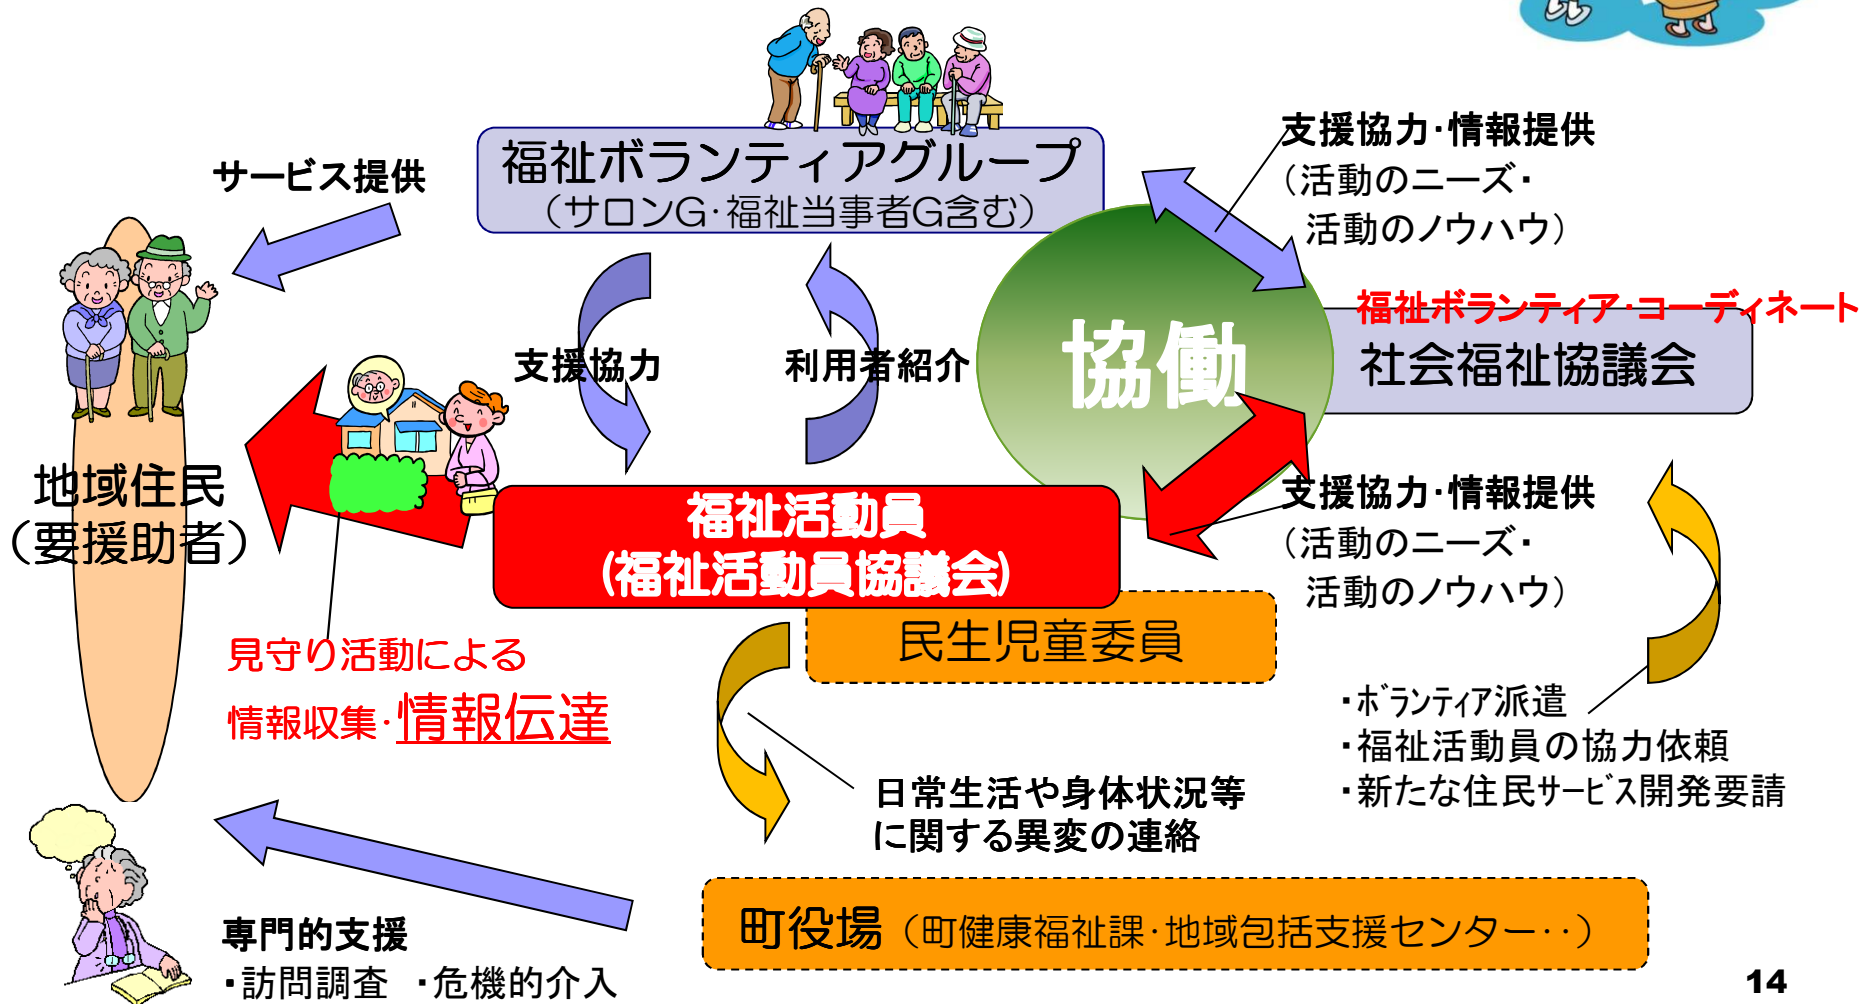 サービス提供
福祉ボランティアグループ
（サロンG･福祉当事者G含む）
支援協力･情報提供
（活動のニーズ･
活動のノウハウ）
福祉ボランティア･コーディネート
社会福祉協議会
協働
支援協力
利用者紹介
地域住民
（要援助者）
福祉活動員
(福祉活動員協議会)
支援協力･情報提供
（活動のニーズ･
活動のノウハウ）
民生児童委員
見守り活動による
情報収集･情報伝達
･ﾎﾞﾗﾝﾃｨｱ派遣
･福祉活動員の協力依頼
･新たな住民ｻｰﾋﾞｽ開発要請
日常生活や身体状況等
に関する異変の連絡
町役場（町健康福祉課･地域包括支援センター･･）
専門的支援
･訪問調査　･危機的介入
14